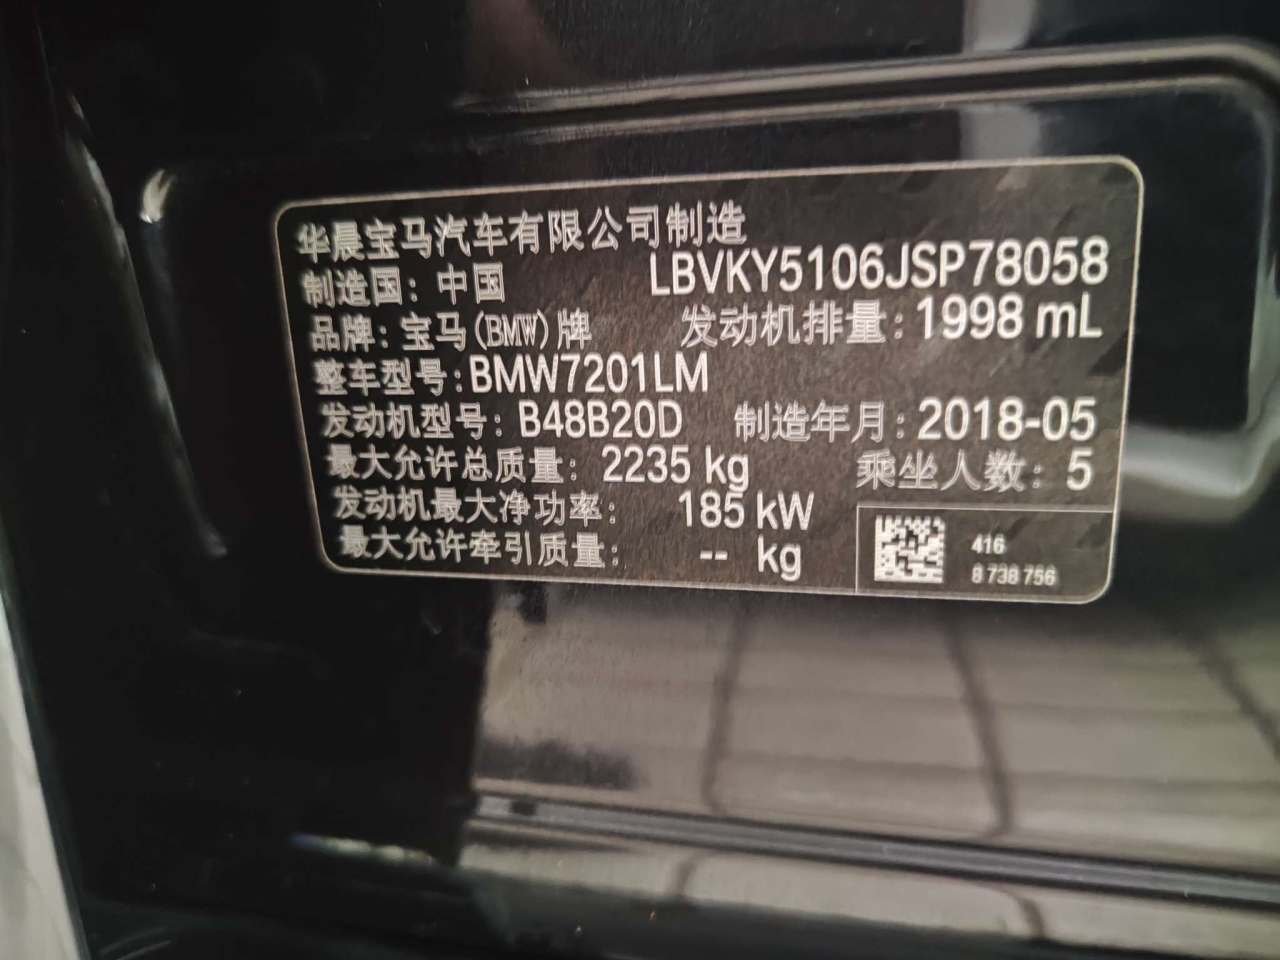 华晨宝马汽车有限公司制造
制造国：中国 LBVKY5106JSP78058
品牌：宝马(BMW)牌 发动机排量：1998 mL
整车型号：BMW7201LM
发动机型号：B48B20D 制造年月：2018-05
最大允许总质量：2235 kg 乘坐人数：5
发动机最大净功率：185 kW
最大允许牵引质量：-- kg
416
8 738 756